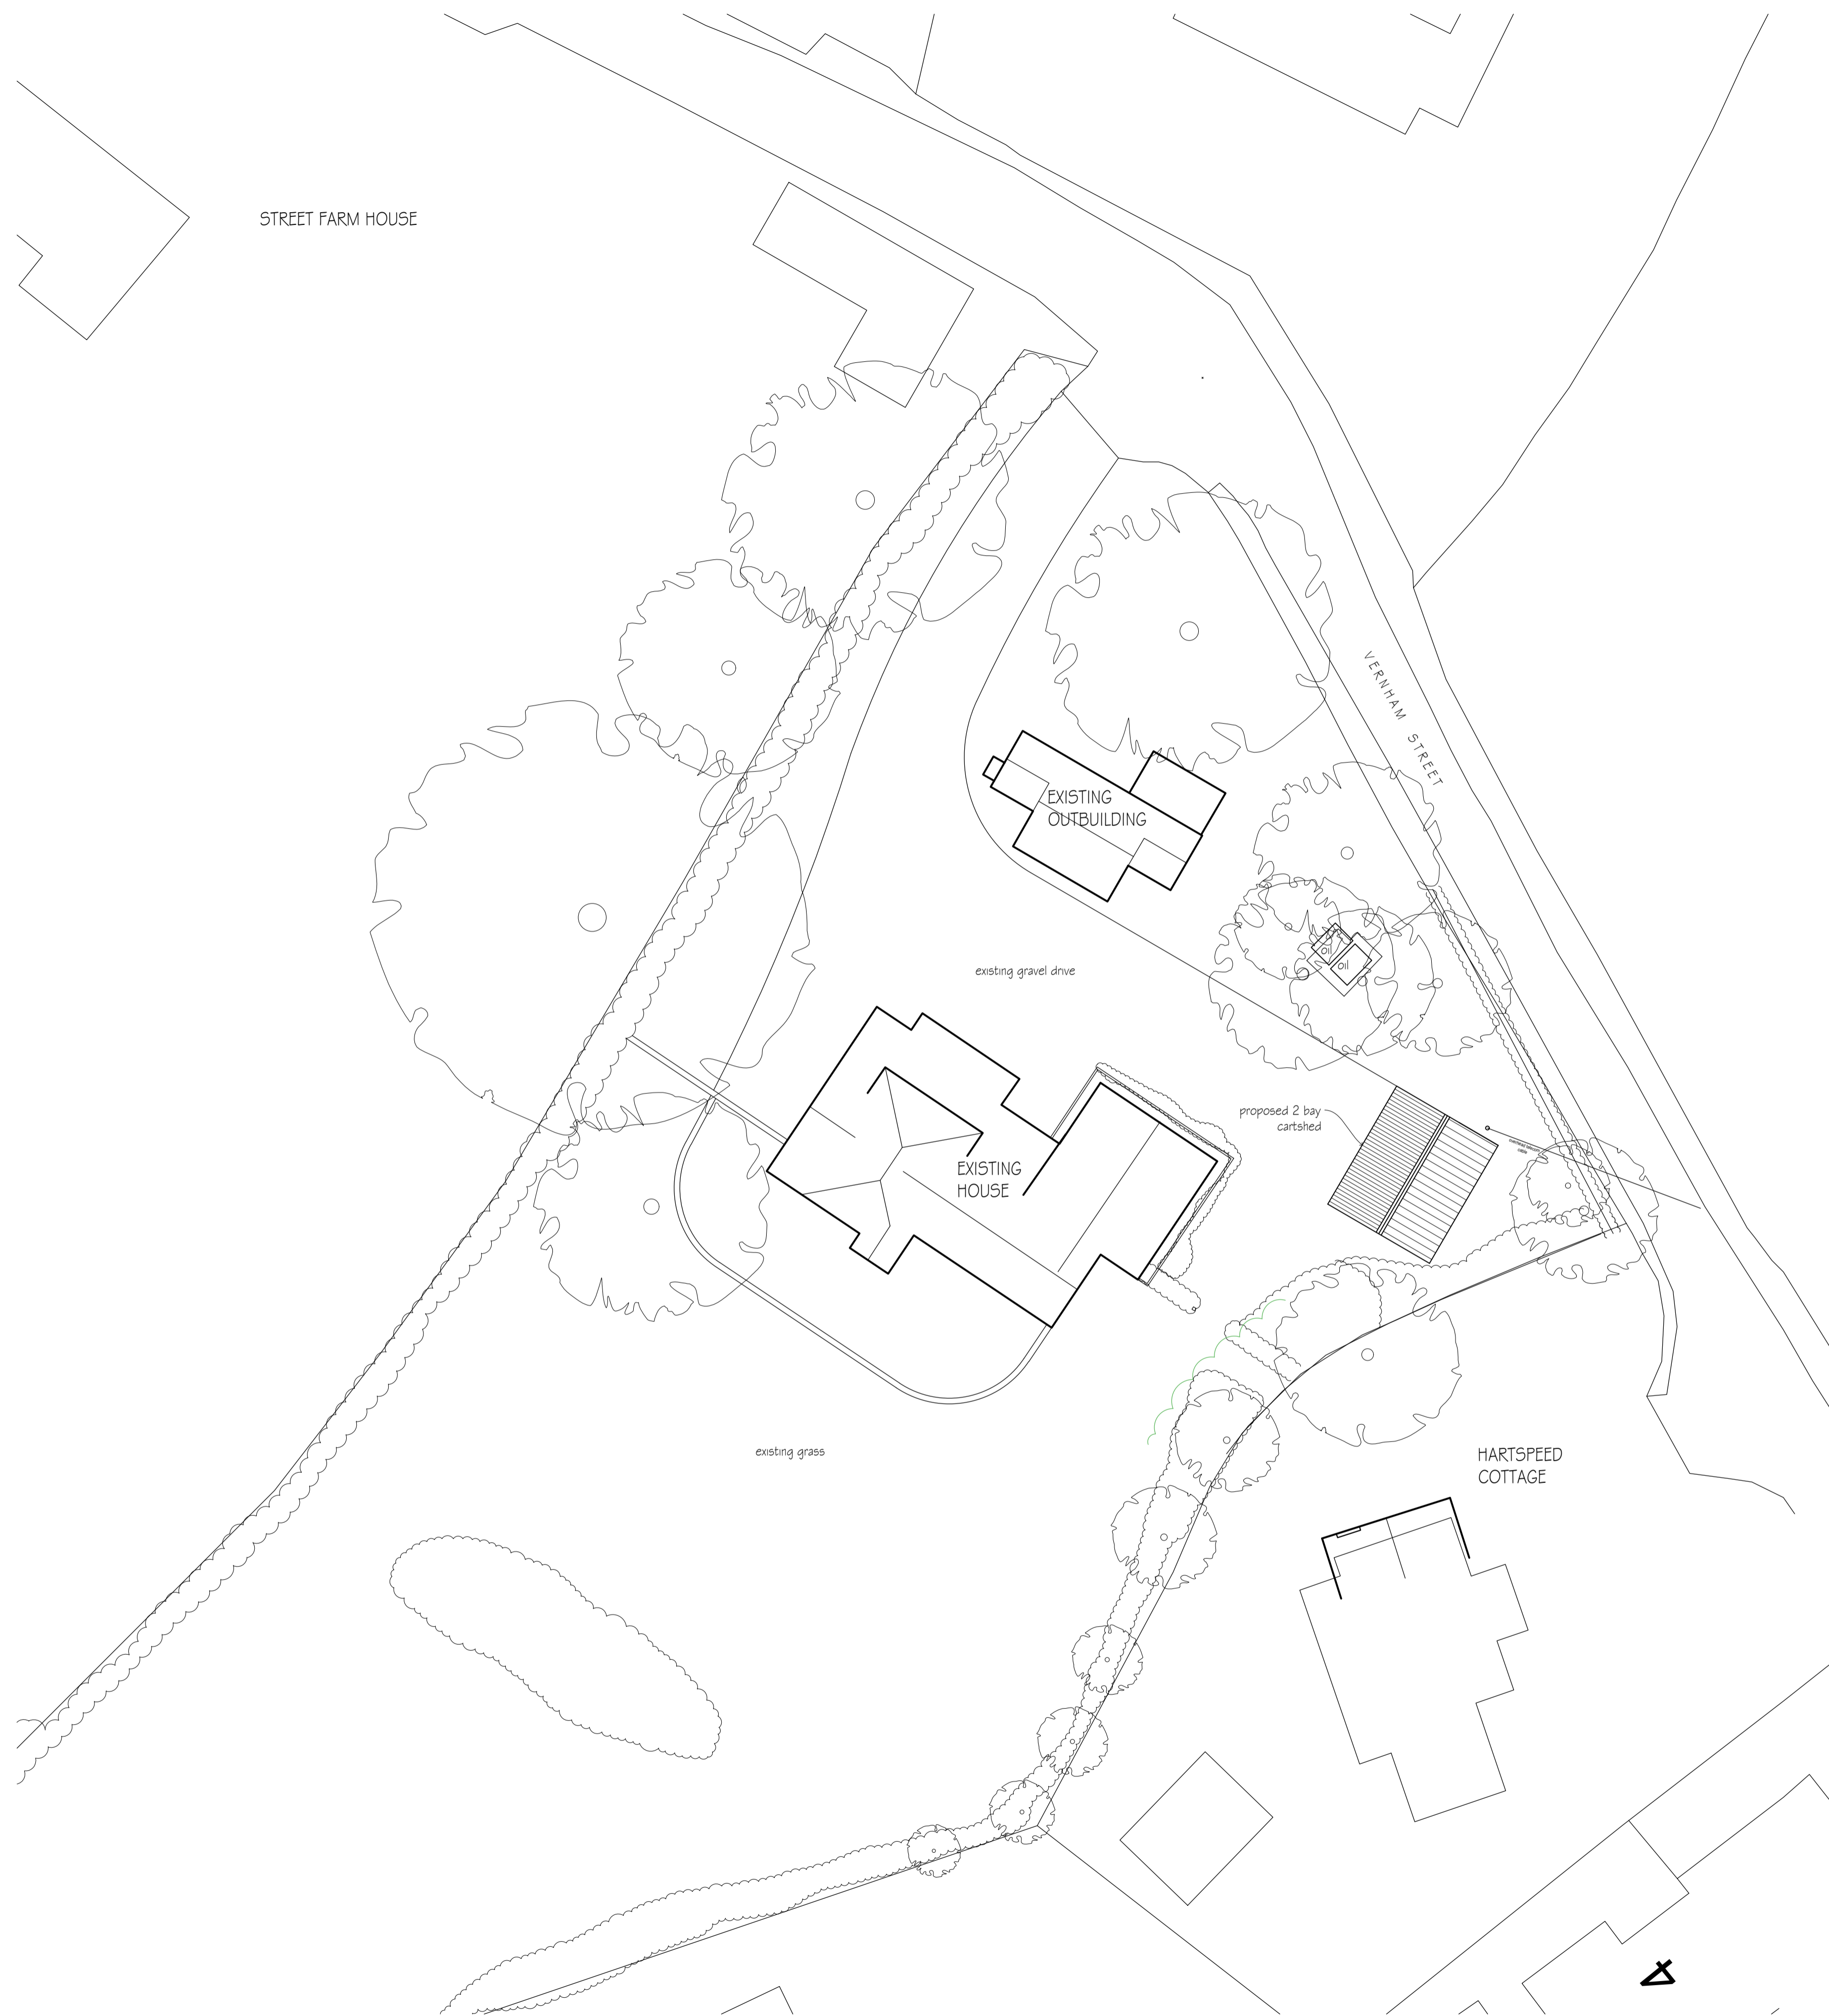 STREET FARM HOUSE
VERNHAM STREET
EXISTING
OUTBUILDING
oil
oil
existing gravel drive
proposed 2 bay
cartshed
EXISTING
HOUSE
existing grass
HARTSPEED
COTTAGE